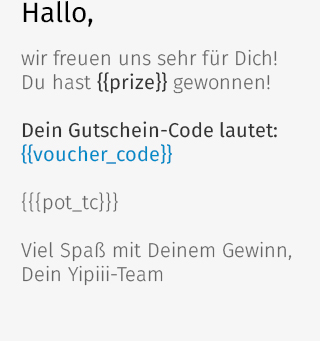 Hallo,
wir freuen uns sehr für Dich!
Du hast {{prize}} gewonnen!
Dein Gutschein-Code lautet:
{{voucher_code}}
{{{pot_tc}}}
Viel Spaß mit Deinem Gewinn,
Dein Yipiii-Team